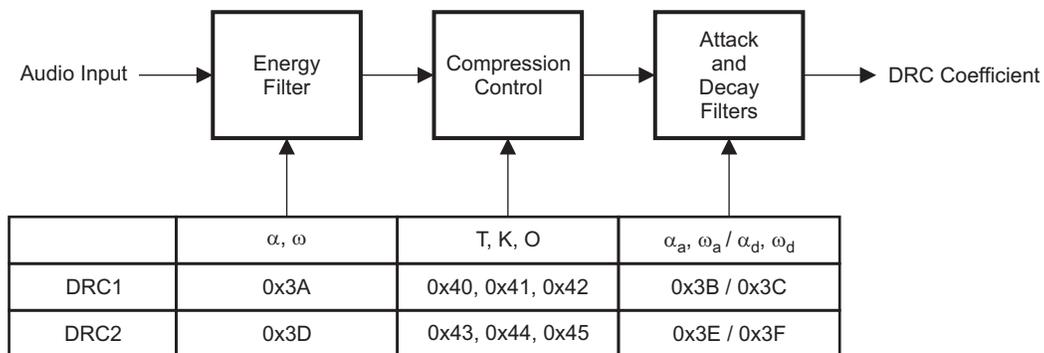 Audio Input
Energy
Filter
Compression
Control
Attack
and
Decay
Filters
DRC Coefficient
α, ω
T, K, O
αa, ωa / αd, ωd
DRC1
0x3A
0x40, 0x41, 0x42
0x3B / 0x3C
DRC2
0x3D
0x43, 0x44, 0x45
0x3E / 0x3F